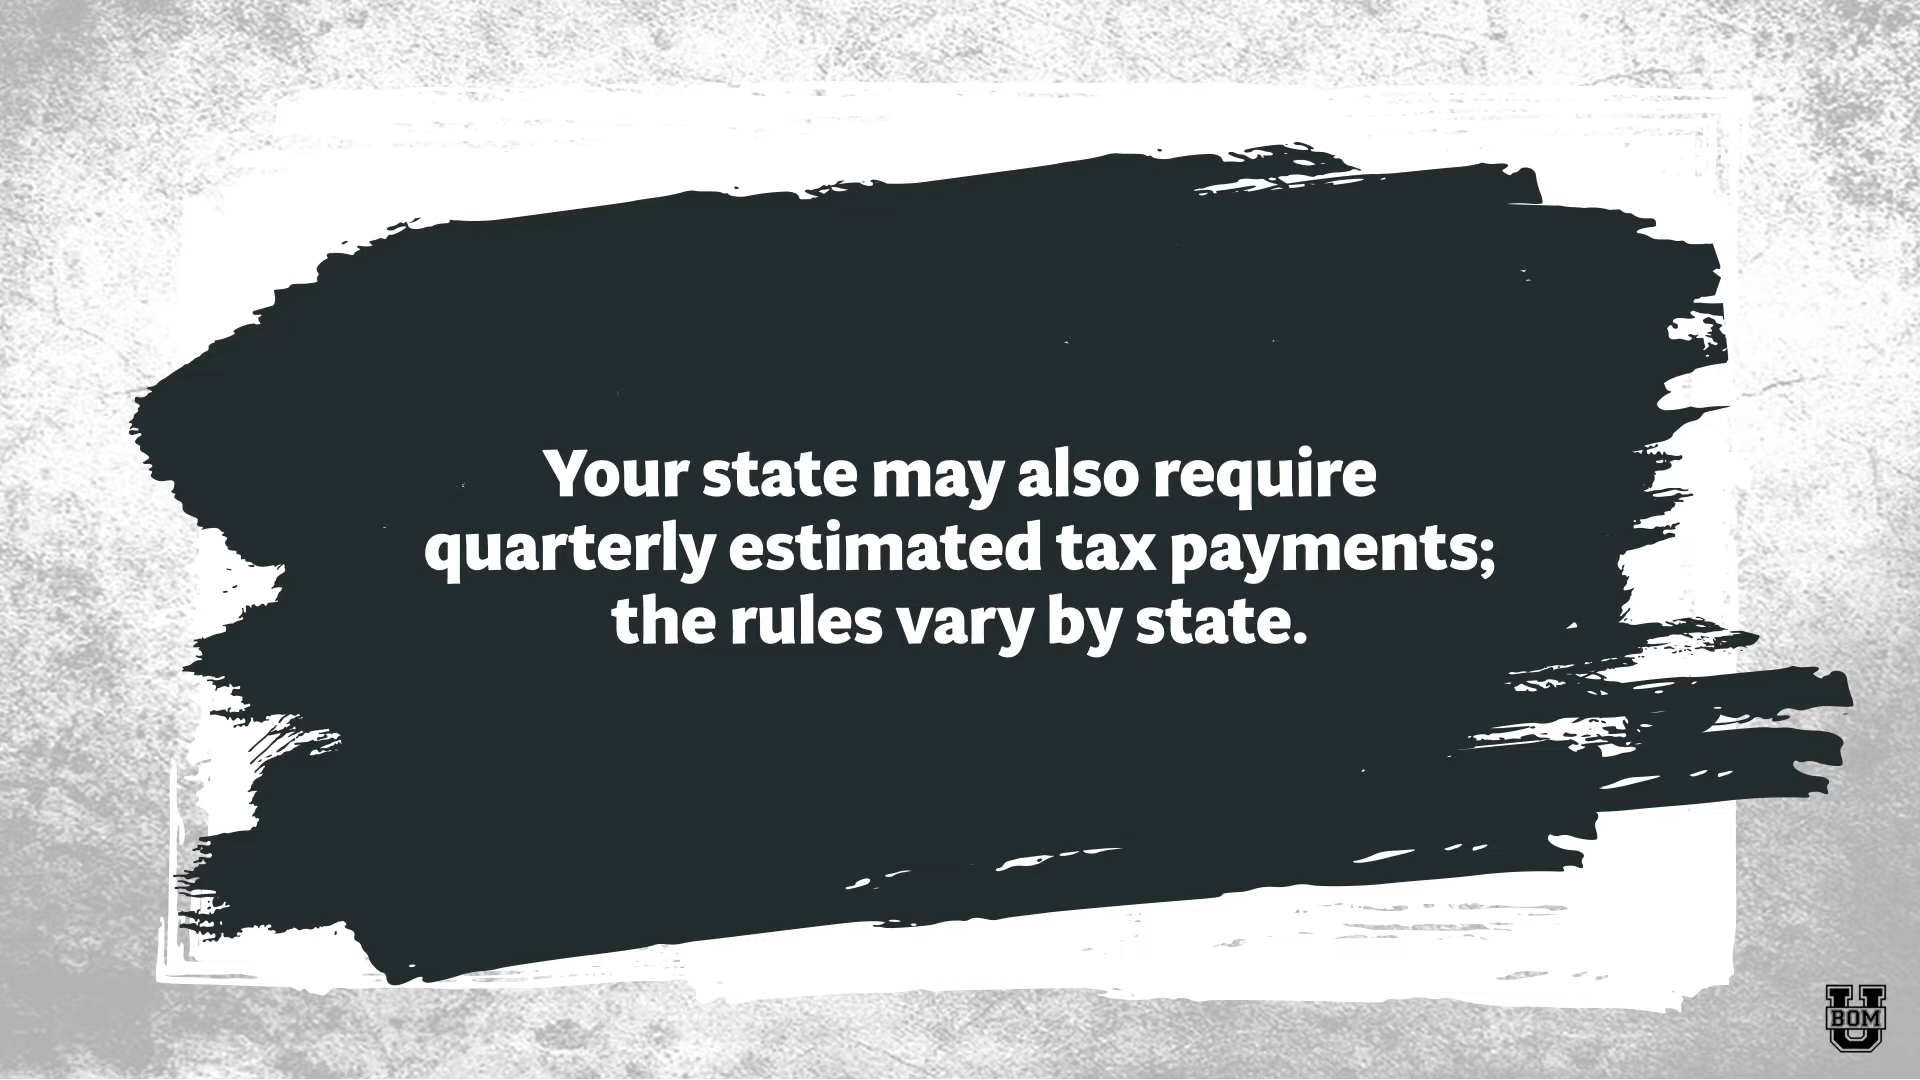 Your state may also require
quarterly estimated tax payments;
the rules vary by state.
U
BOM